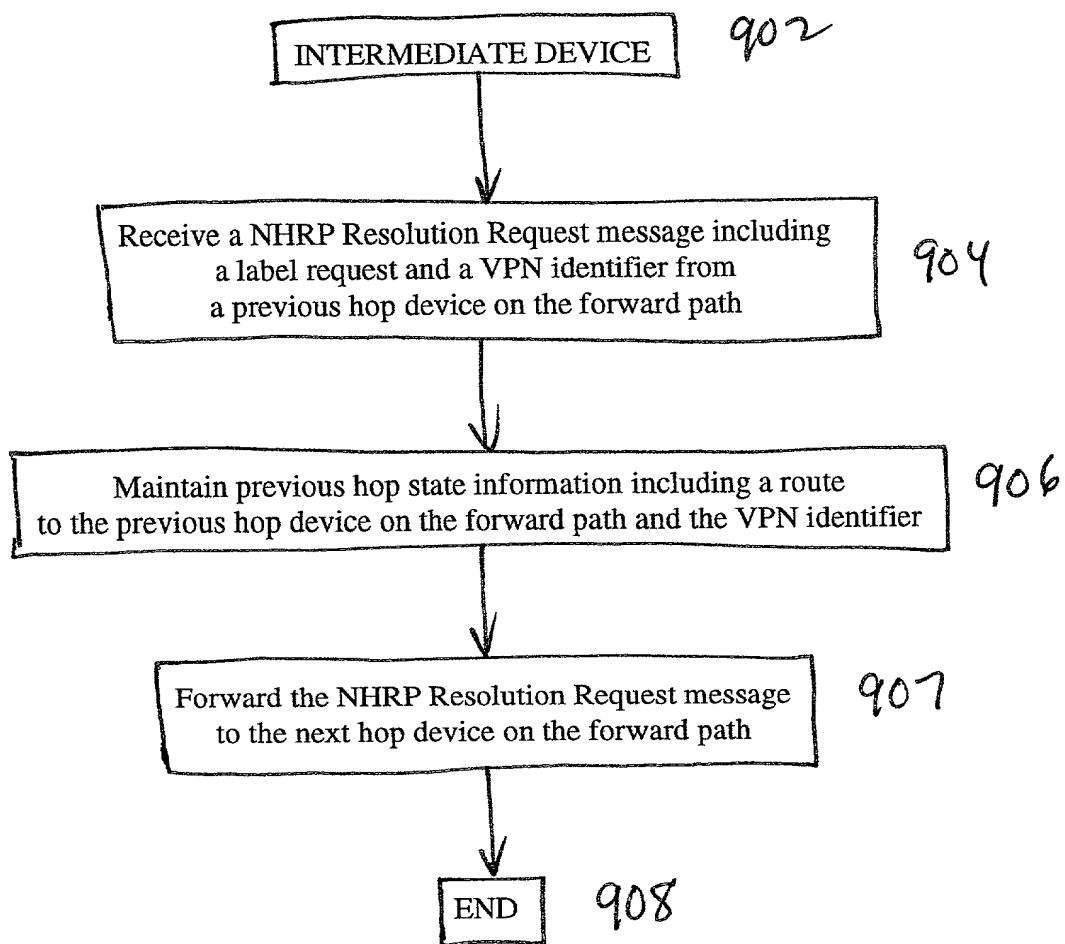 INTERMEDIATE DEVICE
902
Receive a NHRP Resolution Request message including
a label request and a VPN identifier from
a previous hop device on the forward path
904
Maintain previous hop state information including a route
to the previous hop device on the forward path and the VPN identifier
906
Forward the NHRP Resolution Request message
to the next hop device on the forward path
907
END
908